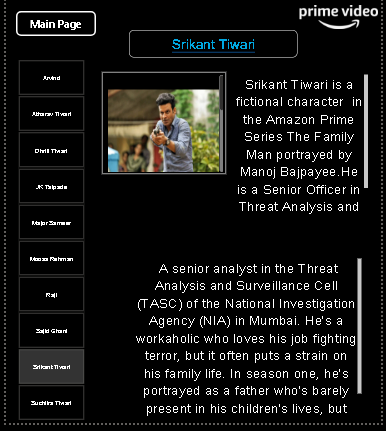 prime video
Main Page
Srikant Tiwari
Arvind
Atharav Tiwari
Dhriti Tiwari
JK Talpade
Major Sameer
Moosa Rahman
Raji
Sajid Ghani
Srikant Tiwari
Suchitra Tiwari
Srikant Tiwari is a
fictional character in
the Amazon Prime
Series The Family
Man portrayed by
Manoj Bajpayee.He
is a Senior Officer in
Threat Analysis and
A senior analyst in the Threat
Analysis and Surveillance Cell
(TASC) of the National Investigation
Agency (NIA) in Mumbai. He's a
workaholic who loves his job fighting
terror, but it often puts a strain on
his family life. In season one, he's
portrayed as a father who's barely
present in his children's lives, but